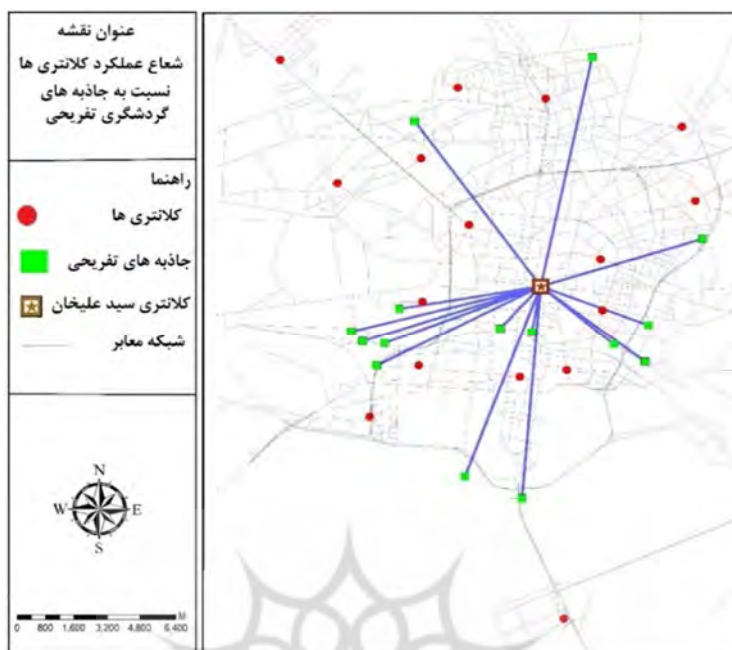 عنوان نقشه
شعاع عملکرد کلانتری ها
نسبت به جاذبه های
گردشگری تفریحی
راهنما
کلانتری ها
جاذبه های تفریحی
کلانتری سید علیخان
شبکه معابر
N
W E
S
M
0 800 1,600 3,200 4,800 6,400